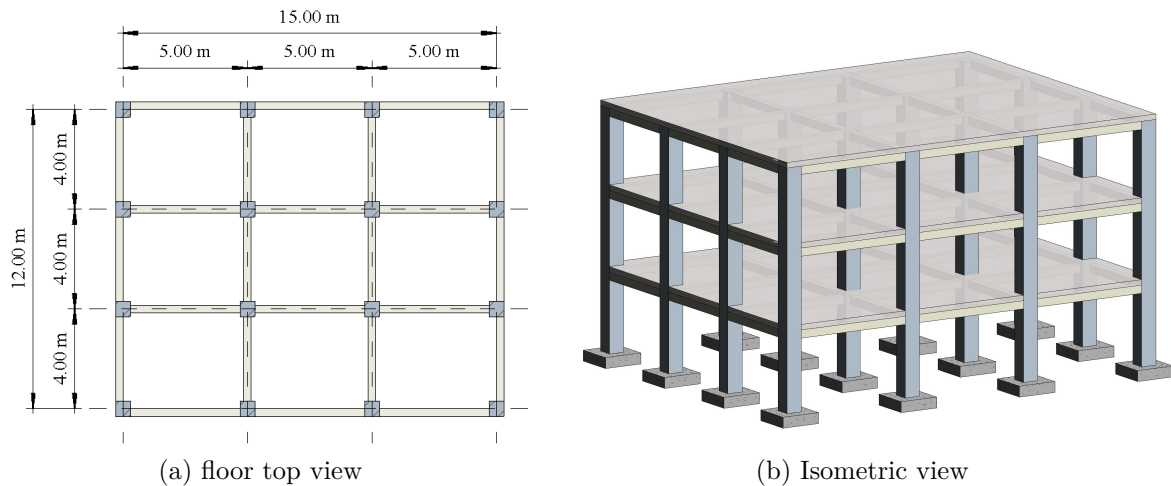 15.00 m
5.00 m 5.00 m 5.00 m
12.00 m
4.00 m
4.00 m
4.00 m
(a) floor top view
(b) Isometric view